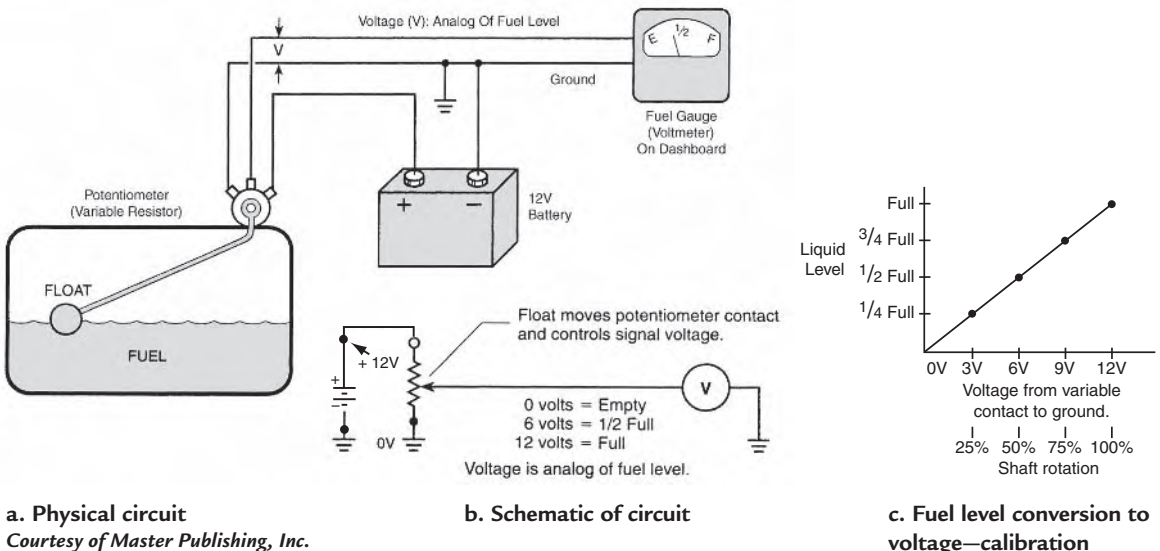 Voltage (V): Analog Of Fuel Level
V
E 1/2 F
Ground
Fuel Gauge
(Voltmeter)
On Dashboard
Potentiometer
(Variable Resistor)
+ −
12V
Battery
FLOAT
FUEL
Float moves potentiometer contact
and controls signal voltage.
+ 12V
+
−
V
0 volts = Empty
6 volts = 1/2 Full
12 volts = Full
0V
Voltage is analog of fuel level.
Liquid
Level
Full
3/4 Full
1/2 Full
1/4 Full
0V 3V 6V 9V 12V
Voltage from variable
contact to ground.
25% 50% 75% 100%
Shaft rotation
a. Physical circuit
Courtesy of Master Publishing, Inc.
b. Schematic of circuit
c. Fuel level conversion to
voltage—calibration